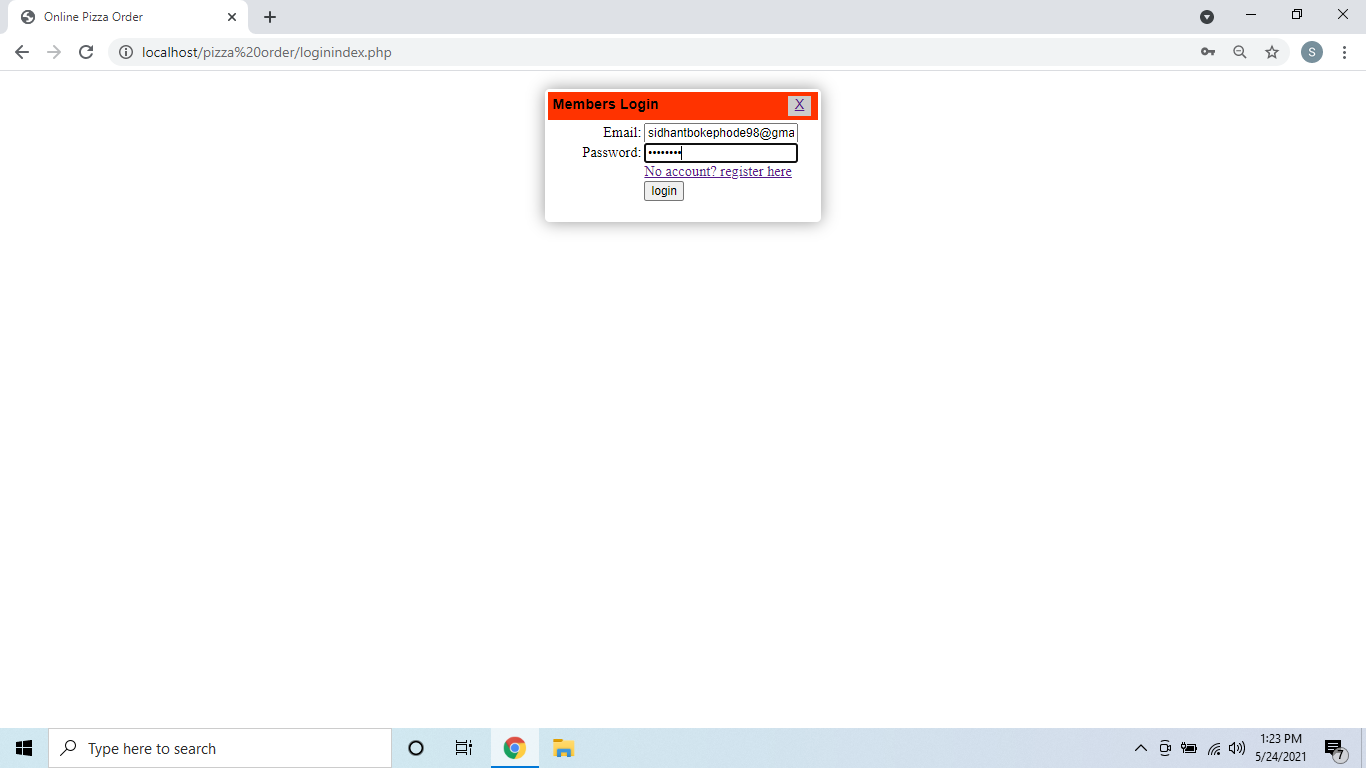 Online Pizza Order
localhost/pizza%20order/loginindex.php
S
Members Login X
Email: sidhantbokephode98@gma
Password: ••••••••
No account? register here
login
Type here to search
1:23 PM
5/24/2021
7